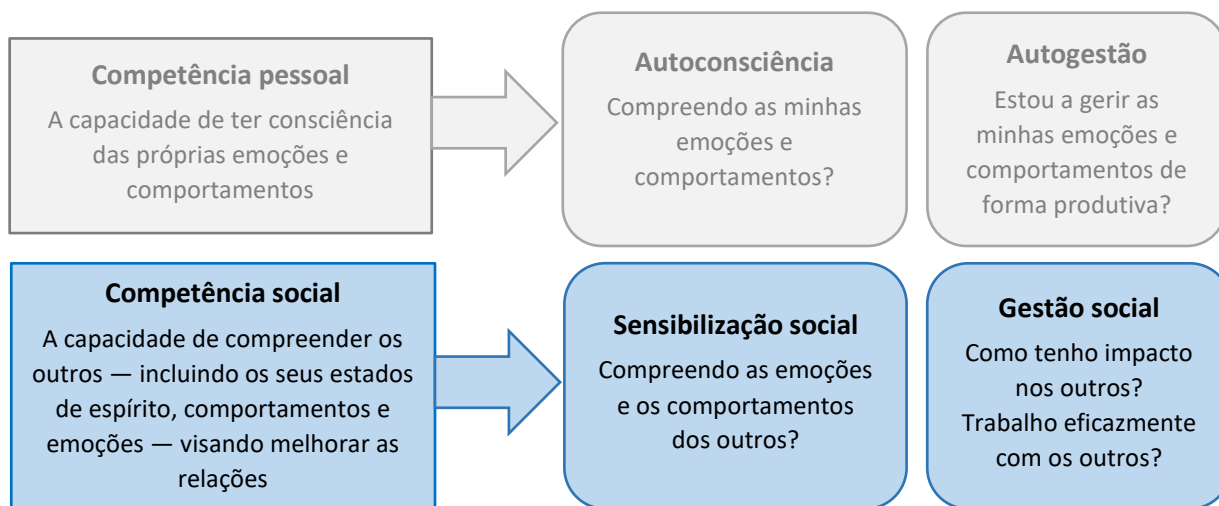 Competência pessoal
A capacidade de ter consciência
das próprias emoções e
comportamentos
Autoconsciência
Compreendo as minhas
emoções e
comportamentos?
Autogestão
Estou a gerir as
minhas emoções e
comportamentos de
forma produtiva?
Competência social
A capacidade de compreender os
outros — incluindo os seus estados
de espírito, comportamentos e
emoções — visando melhorar as
relações
Sensibilização social
Compreendo as emoções
e os comportamentos
dos outros?
Gestão social
Como tenho impacto
nos outros?
Trabalho eficazmente
com os outros?